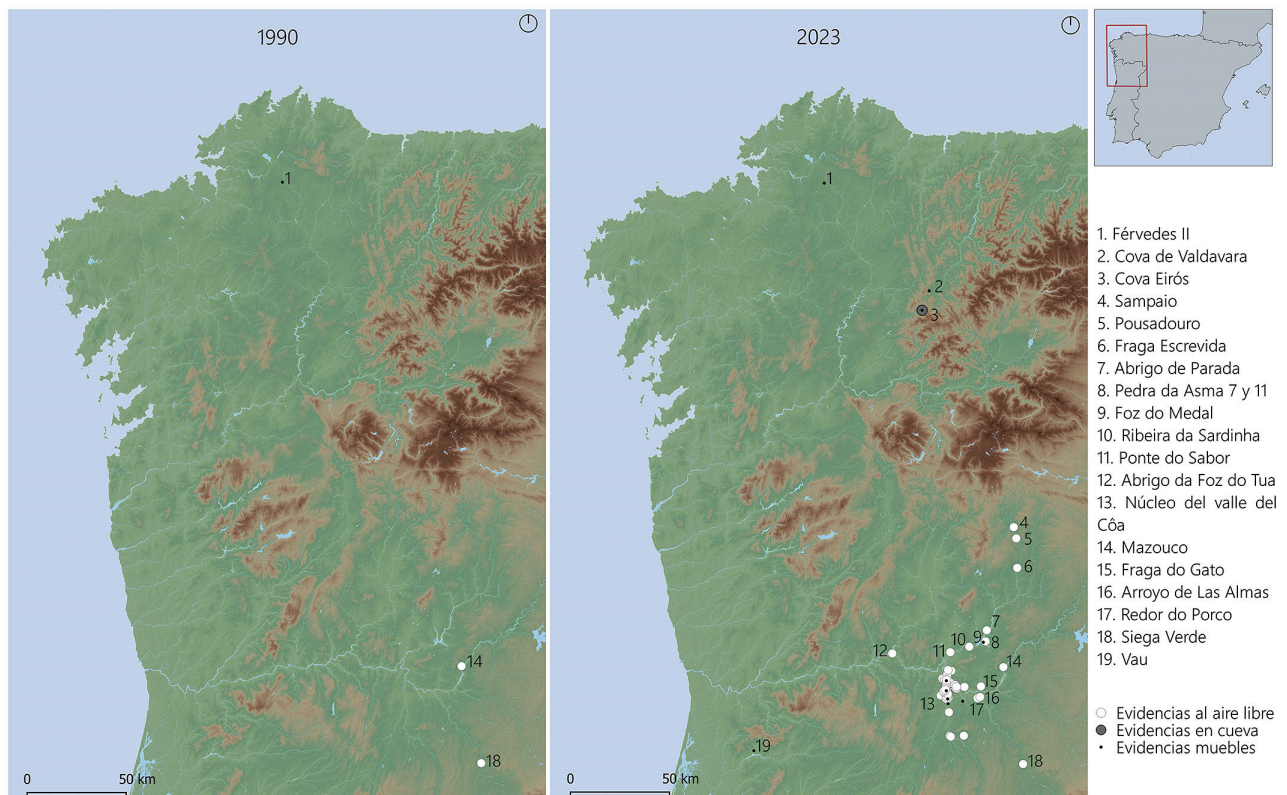 1990
1
14
18
0
50 km
2023
1
2
3
4
5
6
7
8
9
10
11
12
13
14
15
16
17
18
19
0
50 km
1. Férvedes II
2. Cova de Valdavara
3. Cova Eirós
4. Sampaio
5. Pousadouro
6. Fraga Escrevida
7. Abrigo de Parada
8. Pedra da Asma 7 y 11
9. Foz do Medal
10. Ribeira da Sardinha
11. Ponte do Sabor
12. Abrigo da Foz do Tua
13. Núcleo del valle del
Côa
14. Mazouco
15. Fraga do Gato
16. Arroyo de Las Almas
17. Redor do Porco
18. Siega Verde
19. Vau
Evidencias al aire libre
Evidencias en cueva
Evidencias muebles